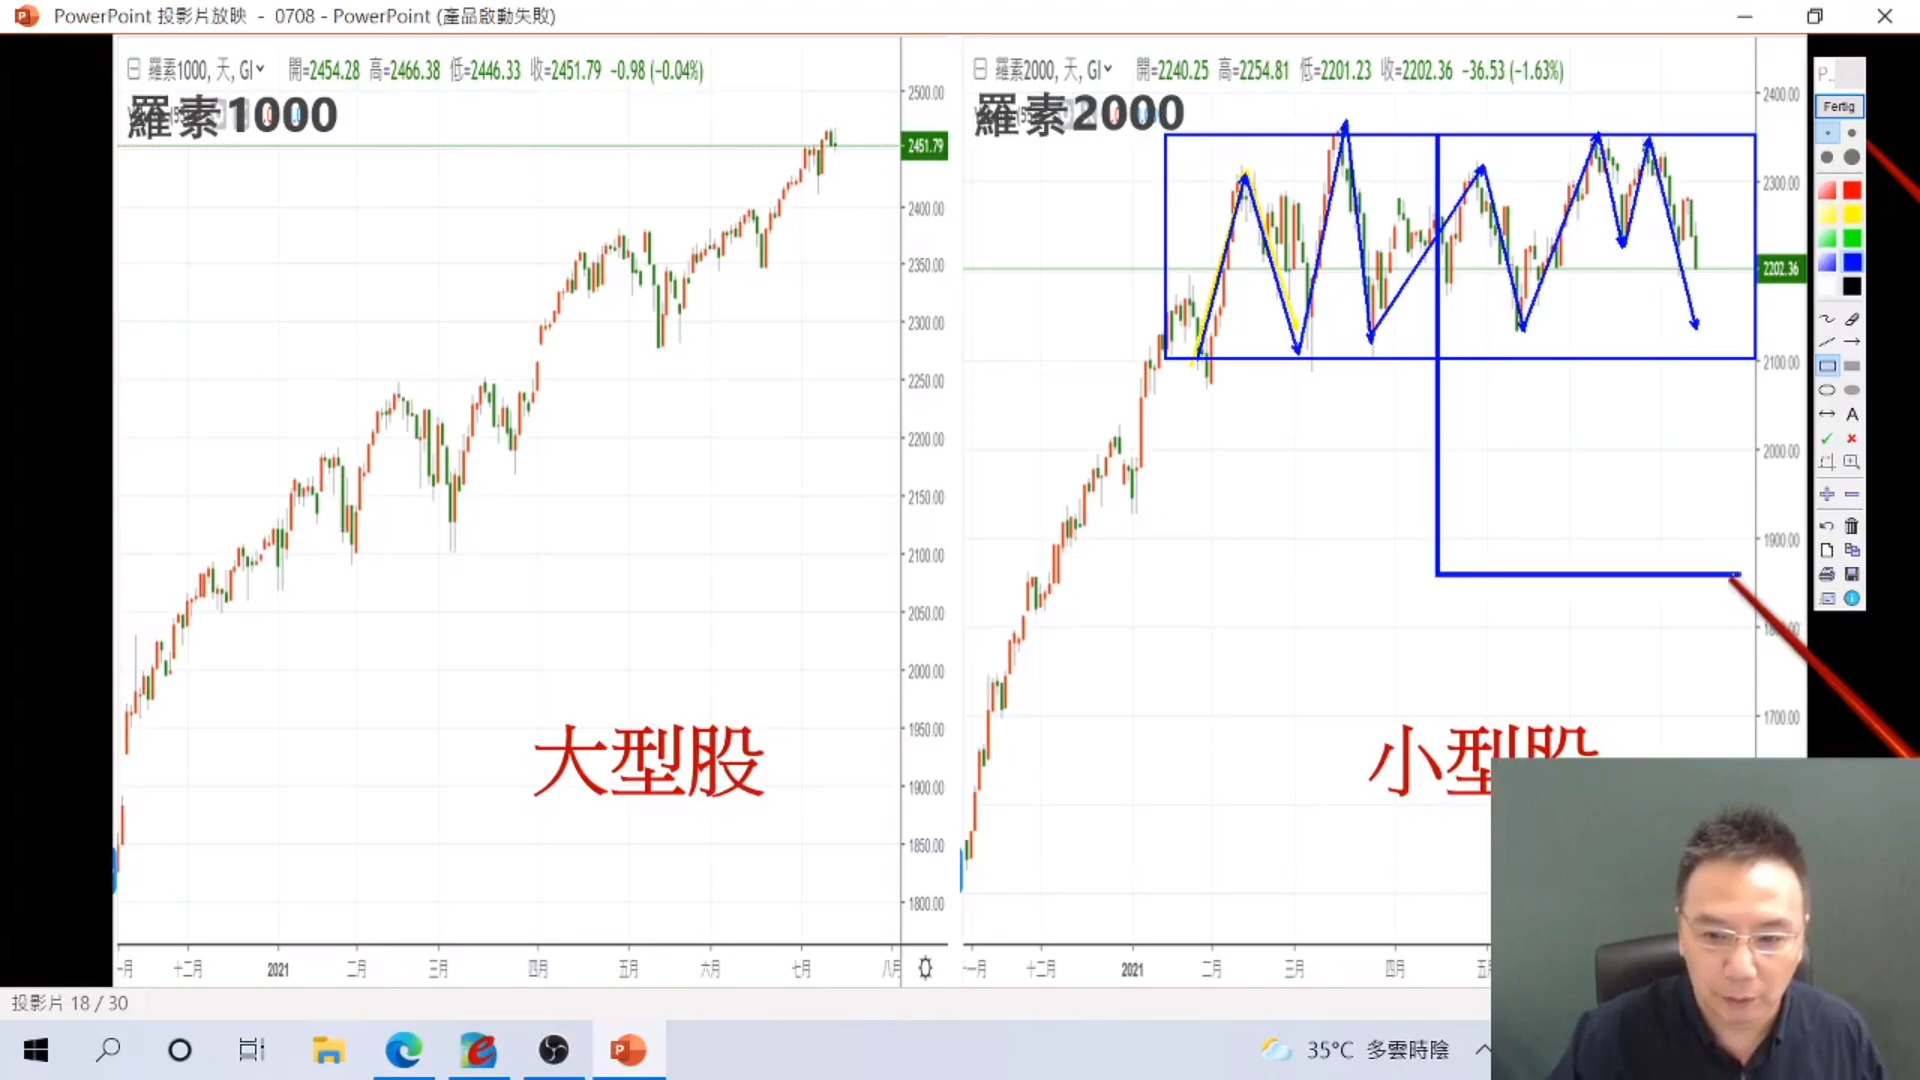 PowerPoint 投影片放映 - 0708 - PowerPoint (產品啟動失敗)
羅素1000, 天, GI 開=2454.28 高=2466.38 低=2446.33 收=2451.79 -0.98 (-0.04%)
羅素1000
2500.00
2451.79
2400.00
2350.00
2300.00
2250.00
2200.00
2150.00
2100.00
2050.00
2000.00
1950.00
1900.00
1850.00
1800.00
大型股
十二月 2021 二月 三月 四月 五月 六月 七月 八月
羅素2000, 天, GI 開=2240.25 高=2254.81 低=2201.23 收=2202.36 -36.53 (-1.63%)
羅素2000
2400.00
2300.00
2202.36
2100.00
2000.00
1900.00
1700.00
小型股
十一月 十二月 2021 二月 三月 四月
P..
Fertig
A
投影片 18 / 30
35°C 多雲時陰